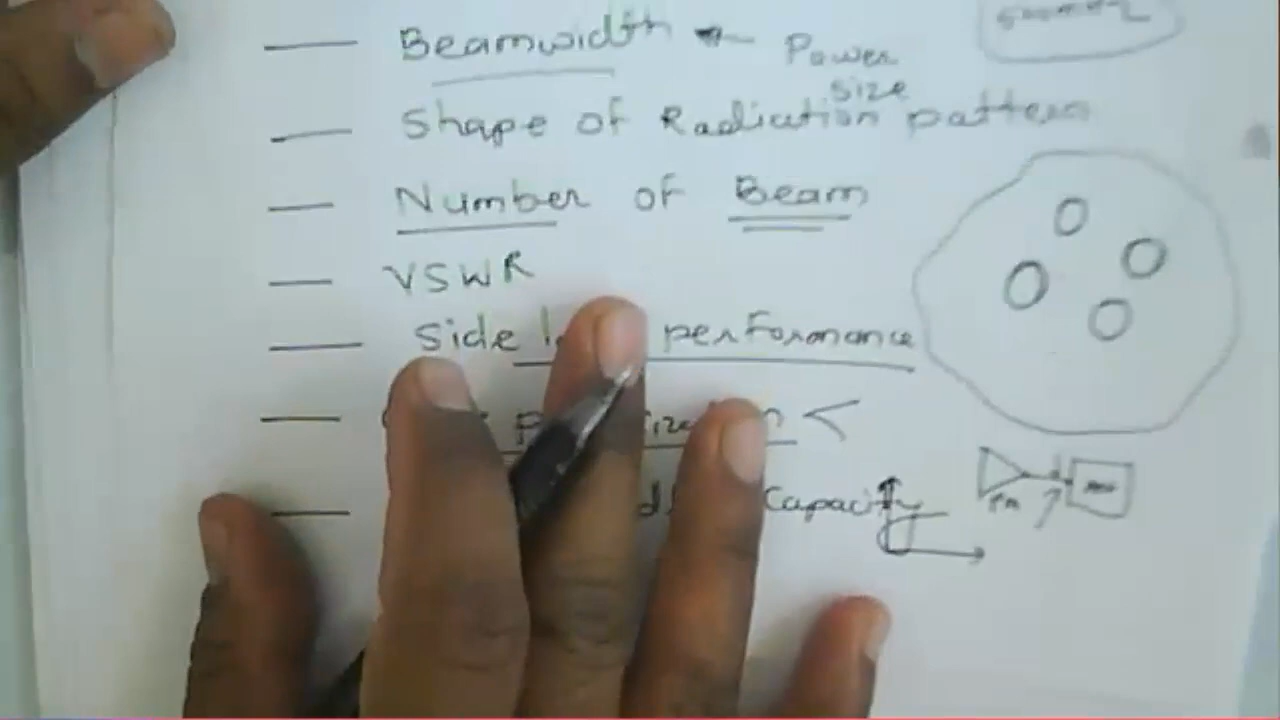 Beamwidth Power
size
Shape of Radiation pattern
Number of Beam
VSWR
Side performance
<
Capacity